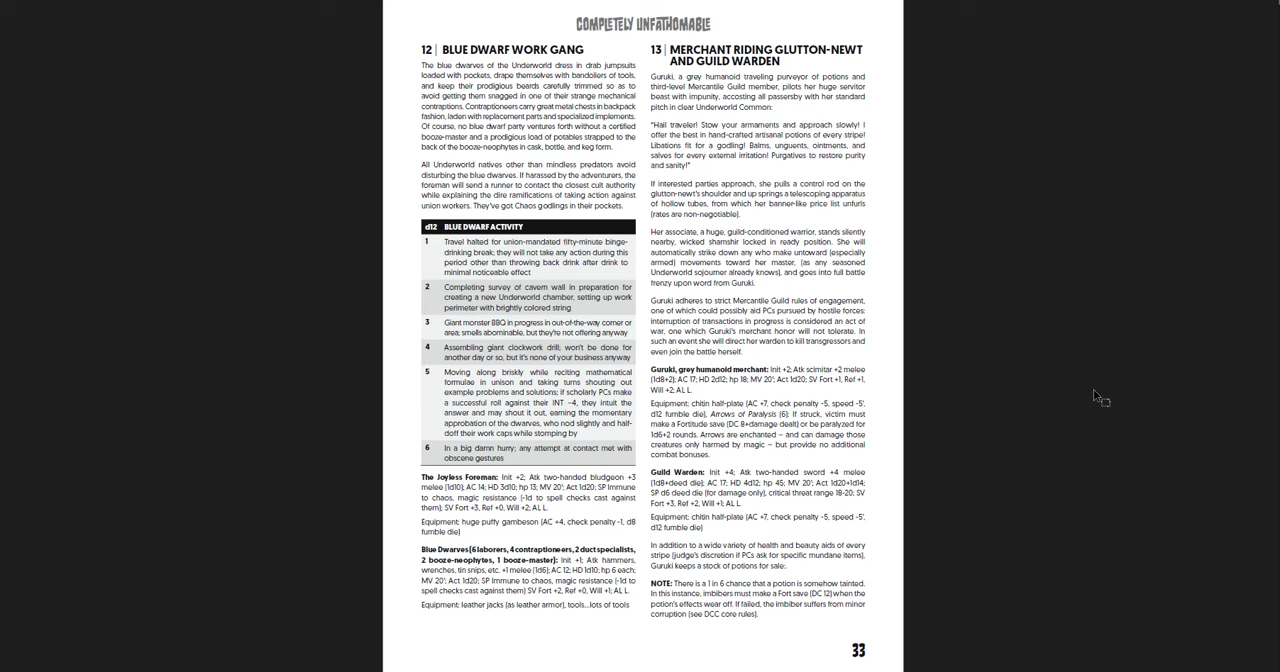 COMPLETELY UNFATHOMABLE
12 | BLUE DWARF WORK GANG
The blue dwarves of the Underworld dress in drab jumpsuits
loaded with pockets, drape themselves with bandoliers of tools,
and keep their prodigious beards carefully trimmed so as to
avoid getting them snagged in one of their strange mechanical
contraptions. Contraptioneers carry great metal chests in backpack
fashion, laden with replacement parts and specialized implements.
Of course, no blue dwarf party ventures forth without a certified
booze-master and a prodigious load of potables strapped to the
back of the booze-neophytes in cask, bottle, and keg form.
All Underworld natives other than mindless predators avoid
disturbing the blue dwarves. If harassed by the adventurers, the
foreman will send a runner to contact the closest cult authority
while explaining the dire ramifications of taking action against
union workers. They've got Chaos godlings in their pockets.
d12 BLUE DWARF ACTIVITY
1 Travel halted for union-mandated fifty-minute binge-
drinking break; they will not take any action during this
period other than throwing back drink after drink to
minimal noticeable effect
2 Completing survey of cavern wall in preparation for
creating a new Underworld chamber, setting up work
perimeter with brightly colored string
3 Giant monster BBQ in progress in out-of-the-way corner or
area; smells abominable, but they're not offering anyway
4 Assembling giant clockwork drill; won't be done for
another day or so, but it's none of your business anyway
5 Moving along briskly while reciting mathematical
formulae in unison and taking turns shouting out
example problems and solutions; if scholarly PCs make
a successful roll against their INT -4, they intuit the
answer and may shout it out, earning the momentary
approbation of the dwarves, who nod slightly and half-
doff their work caps while stomping by
6 In a big damn hurry; any attempt at contact met with
obscene gestures
The Joyless Foreman: Init +2; Atk two-handed bludgeon +3
melee (1d10); AC 14; HD 3d10; hp 13; MV 20'; Act 1d20; SP Immune
to chaos, magic resistance (-1d to spell checks cast against
them); SV Fort +3, Ref +0, Will +2; AL L.
Equipment: huge puffy gambeson (AC +4, check penalty -1, d8
fumble die)
Blue Dwarves (6 laborers, 4 contraptioneers, 2 duct specialists,
2 booze-neophytes, 1 booze-master): Init +1; Atk hammers,
wrenches, tin snips, etc. +1 melee (1d6); AC 12; HD 1d10; hp 6 each;
MV 20'; Act 1d20; SP Immune to chaos, magic resistance (-1d to
spell checks cast against them) SV Fort +2, Ref +0, Will +1; AL L.
Equipment: leather jacks (as leather armor), tools...lots of tools
13 | MERCHANT RIDING GLUTTON-NEWT
AND GUILD WARDEN
Guruki, a grey humanoid traveling purveyor of potions and
third-level Mercantile Guild member, pilots her huge servitor
beast with impunity, accosting all passersby with her standard
pitch in clear Underworld Common:
"Hail traveler! Stow your armaments and approach slowly! I
offer the best in hand-crafted artisanal potions of every stripe!
Libations fit for a godling! Balms, unguents, ointments, and
salves for every external irritation! Purgatives to restore purity
and sanity!"
If interested parties approach, she pulls a control rod on the
glutton-newt's shoulder and up springs a telescoping apparatus
of hollow tubes, from which her banner-like price list unfurls
(rates are non-negotiable).
Her associate, a huge, guild-conditioned warrior, stands silently
nearby, wicked shamshir locked in ready position. She will
automatically strike down any who make untoward (especially
armed) movements toward her master, (as any seasoned
Underworld sojourner already knows), and goes into full battle
frenzy upon word from Guruki.
Guruki adheres to strict Mercantile Guild rules of engagement,
one of which could possibly aid PCs pursued by hostile forces:
interruption of transactions in progress is considered an act of
war, one which Guruki's merchant honor will not tolerate. In
such an event she will direct her warden to kill transgressors and
even join the battle herself.
Guruki, grey humanoid merchant: Init +2; Atk scimitar +2 melee
(1d8+2); AC 17; HD 2d12; hp 18; MV 20'; Act 1d20; SV Fort +1, Ref +1,
Will +2; AL L.
Equipment: chitin half-plate (AC +7, check penalty -5, speed -5',
d12 fumble die), Arrows of Paralysis (6): If struck, victim must
make a Fortitude save (DC 8+damage dealt) or be paralyzed for
1d6+2 rounds. Arrows are enchanted – and can damage those
creatures only harmed by magic – but provide no additional
combat bonuses.
Guild Warden: Init +4; Atk two-handed sword +4 melee
(1d8+deed die); AC 17; HD 4d12; hp 45; MV 20'; Act 1d20+1d14;
SP d6 deed die (for damage only), critical threat range 18-20; SV
Fort +3, Ref +2, Will +1; AL L.
Equipment: chitin half-plate (AC +7, check penalty -5, speed -5',
d12 fumble die)
In addition to a wide variety of health and beauty aids of every
stripe (judge's discretion if PCs ask for specific mundane items),
Guruki keeps a stock of potions for sale:.
NOTE: There is a 1 in 6 chance that a potion is somehow tainted.
In this instance, imbibers must make a Fort save (DC 12) when the
potion's effects wear off. If failed, the imbiber suffers from minor
corruption (see DCC core rules).
33